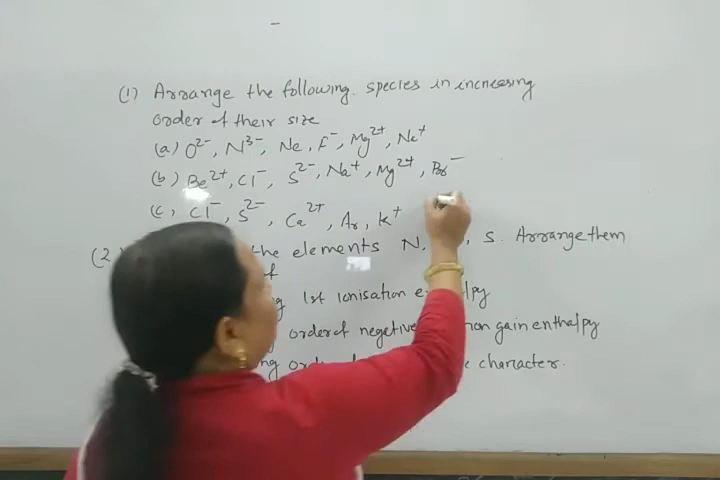 (1) Arrange the following species in increasing
order of their size
(a) O²⁻, N³⁻, Ne, F⁻, Mg²⁺, Na⁺
(b) Be²⁺, Cl⁻, S²⁻, Na⁺, Mg²⁺, Br⁻
(c) Cl⁻, S²⁻, Ca²⁺, Ar, K⁺
(2 the elements N, S. Arrange them
1st ionisation
order of negative gain enthalpy
character.